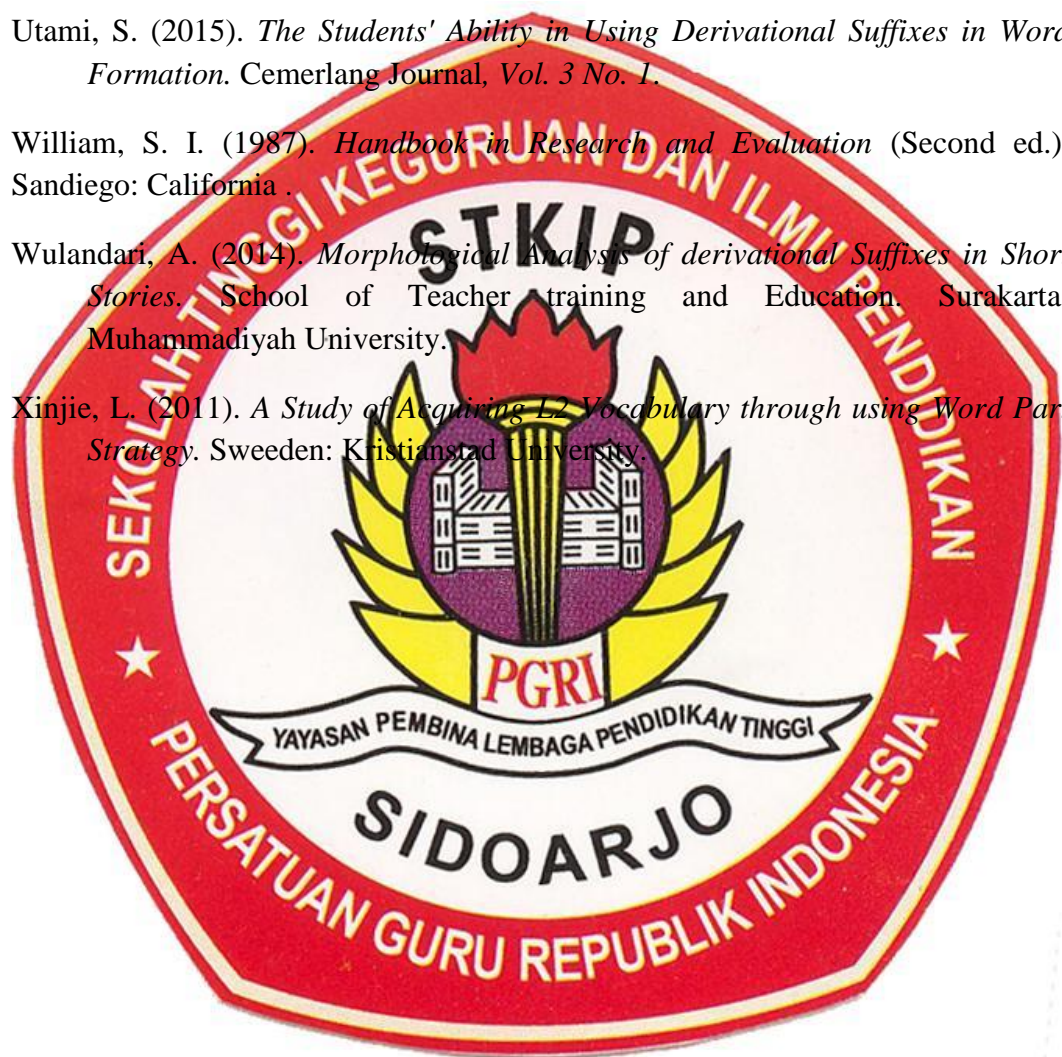 Utami, S. (2015). The Students' Ability in Using Derivational Suffixes in Word
Formation. Cemerlang Journal, Vol. 3 No. 1.
William, S. I. (1987). Handbook in Research and Evaluation (Second ed.)
Sandiego: California .
Wulandari, A. (2014). Morphological Analysis of derivational Suffixes in Shor
Stories. School of Teacher training and Education. Surakarta
Muhammadiyah University.
Xinjie, L. (2011). A Study of Acquiring L2 Vocabulary through using Word Par
Strategy. Sweeden: Kristianstad University.
SEKOLAH TINGGI KEGURUAN DAN ILMU PENDIDIKAN
STKIP
PGRI
YAYASAN PEMBINA LEMBAGA PENDIDIKAN TINGGI
SIDOARJO
PERSATUAN GURU REPUBLIK INDONESIA